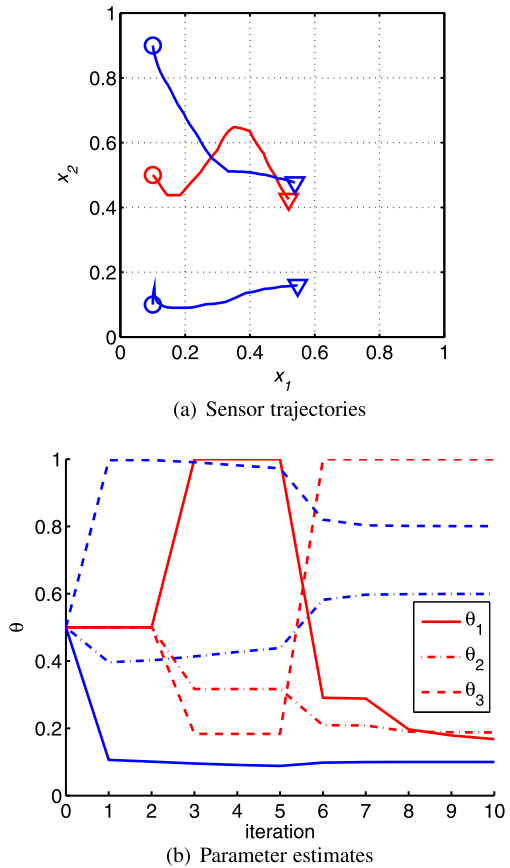 1
0.8
0.6
0.4
0.2
0
x₂
0 0.2 0.4 0.6 0.8 1
x₁
(a) Sensor trajectories
1
0.8
0.6
0.4
0.2
0
θ
θ₁
θ₂
θ₃
0 1 2 3 4 5 6 7 8 9 10
iteration
(b) Parameter estimates